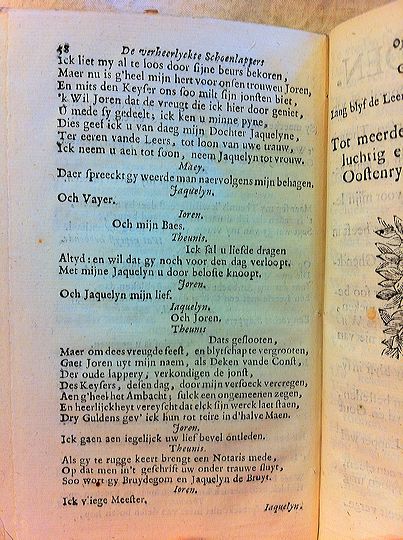 48 De verheerlyckte Schoenlappers
Ick liet my al te loos door sijne beurs bekoren,
Maer nu is g'heel mijn hert voor onsen trouwen Joren,
En mits den Keyser ons soo milt sijn jonsten biet,
'k Wil Joren dat de vreugt die ick hier door geniet,
U mede sy gedeelt; ick ken u minne pyne,
Dies geef ick u van daeg mijn Dochter Jaquelyne,
Ter eeren vande Leers, tot loon van uwe trauw,
Ick neem u aen tot soon, neem Jaquelyn tot vrouw.
Maey.
Daer spreeckt gy weerde man naervolgens mijn behagen.
Jaquelyn.
Och Vayer.
Joren.
Och mijn Baes.
Theunis.
Ick sal u liefde dragen
Altyd: en wil dat gy noch voor den dag verloopt.
Met mijne Jaquelyn u door belofte knoopt.
Joren.
Och Jaquelyn mijn lief.
Jaquelyn.
Och Joren,
Theunis
Dats geslooten,
Maer om dees vreugde feest, en blyschap te vergrooten,
Gaet Joren uyt mijn naem, als Deken vande Const,
Der oude lappery, verkondigen de jonst,
Des Keysers, desen dag, door mijn versoeck vercregen,
Aen g'heel het Ambacht, sulck een ongemeenen zegen,
En heerlijckheyt vereyscht dat elck sijn werck laet staen,
Dry Guldens gev' ick hun tot teire in d'halve Maen.
Joren.
Ick gaen aen iegelijck uw lief bevel ontleden.
Theunis.
Als gy te rugge keert brengt een Notaris mede,
Op dat men in't geschrift uw onder trauwe sluyt,
Soo wort gy Bruydegom en Jaquelyn de Bruyt.
Joren.
Ick vliege Meester,
Jaquelyn.
Lang blyf de Leer
Tot meerde
luchtig e
Oostenry